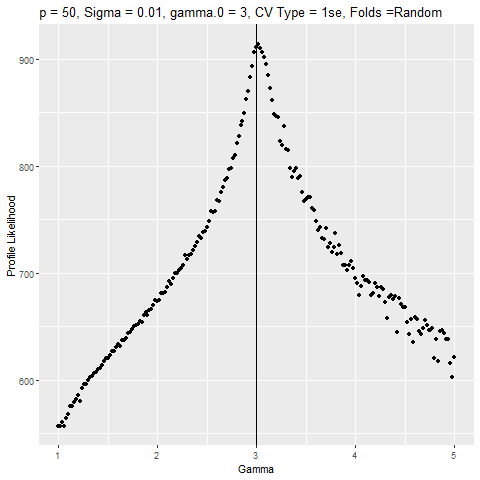 p = 50, Sigma = 0.01, gamma.0 = 3, CV Type = 1se, Folds =Random
Profile Likelihood
900
800
700
600
1 2 3 4 5
Gamma